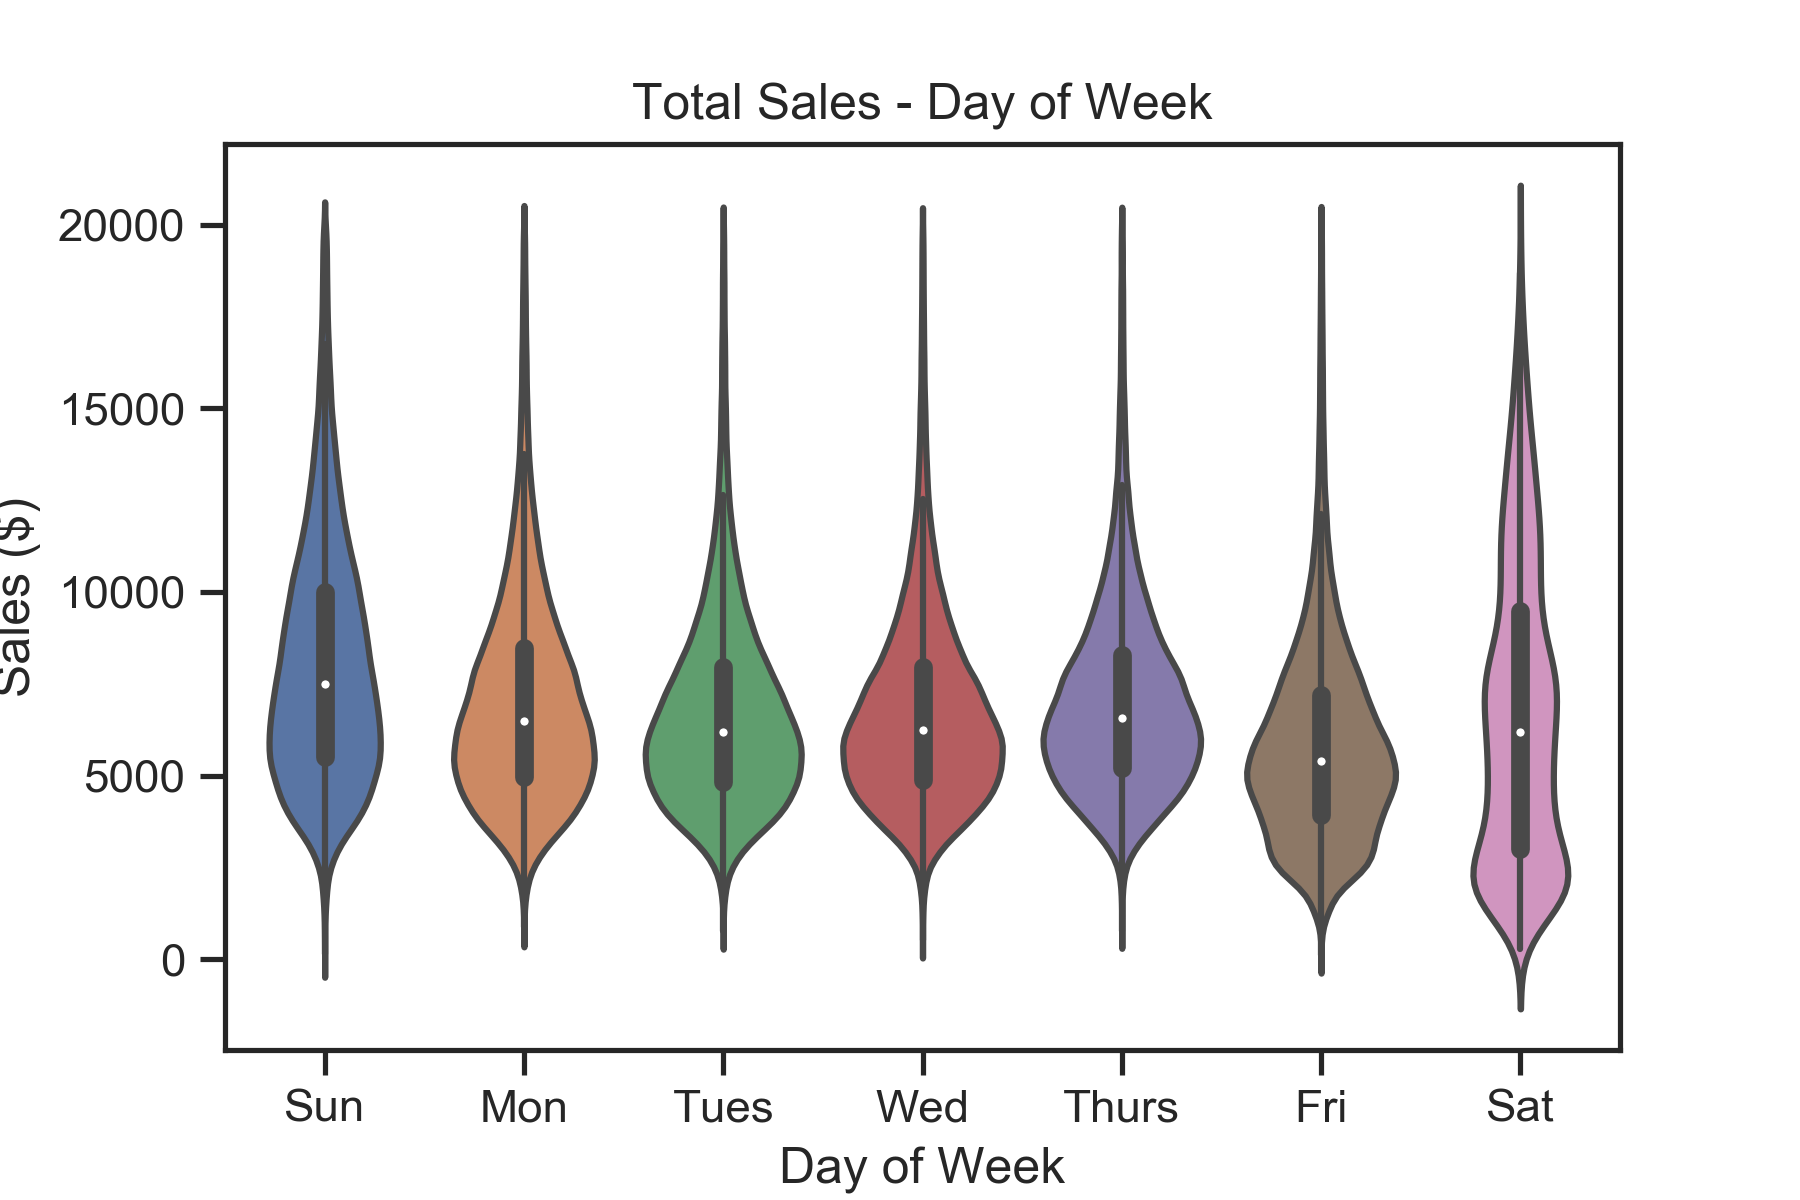 Total Sales - Day of Week
Sales ($)
20000
15000
10000
5000
0
Sun Mon Tues Wed Thurs Fri Sat
Day of Week